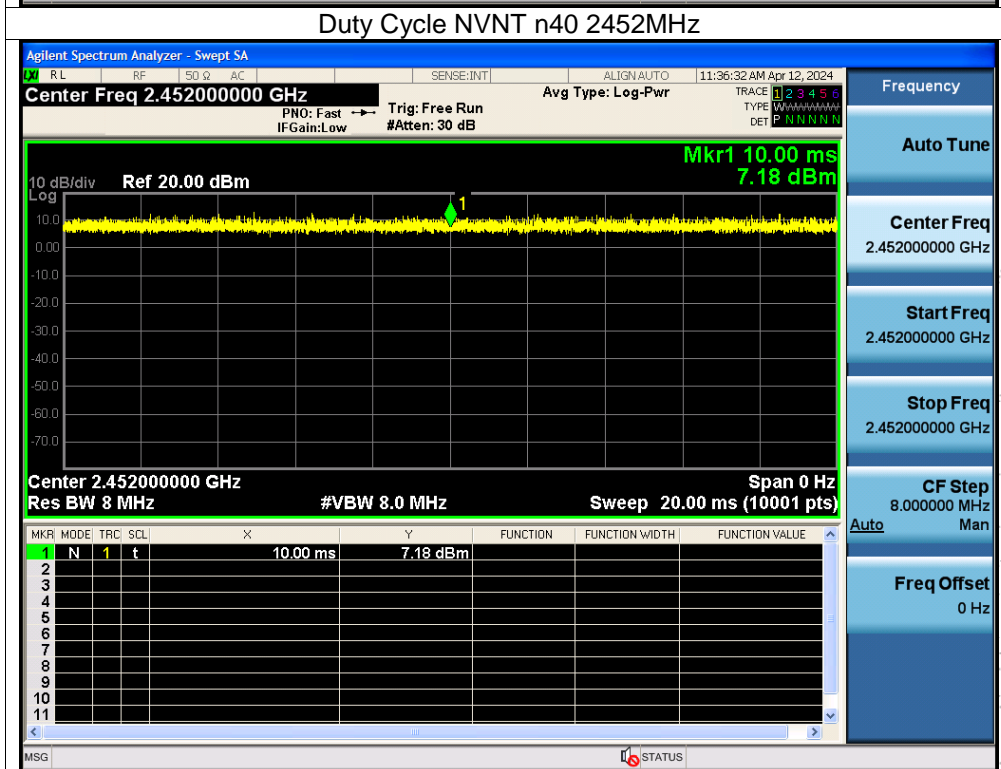 Duty Cycle NVNT n40 2452MHz
Agilent Spectrum Analyzer - Swept SA
LXI RL RF 50 Ω AC SENSE:INT ALIGN AUTO 11:36:32 AM Apr 12, 2024
Center Freq 2.452000000 GHz Avg Type: Log-Pwr TRACE 1 2 3 4 5 6
PNO: Fast Trig: Free Run TYPE WWWWWW
IFGain:Low #Atten: 30 dB DET P N N N N N
Mkr1 10.00 ms
10 dB/div Ref 20.00 dBm 7.18 dBm
Log
1
10.0
0.00
-10.0
-20.0
-30.0
-40.0
-50.0
-60.0
-70.0
Center 2.452000000 GHz Span 0 Hz
Res BW 8 MHz #VBW 8.0 MHz Sweep 20.00 ms (10001 pts)
MKR MODE TRC SCL X Y FUNCTION FUNCTION WIDTH FUNCTION VALUE
1 N 1 t 10.00 ms 7.18 dBm
2
3
4
5
6
7
8
9
10
11
MSG STATUS
Frequency
Auto Tune
Center Freq
2.452000000 GHz
Start Freq
2.452000000 GHz
Stop Freq
2.452000000 GHz
CF Step
8.000000 MHz
Auto Man
Freq Offset
0 Hz